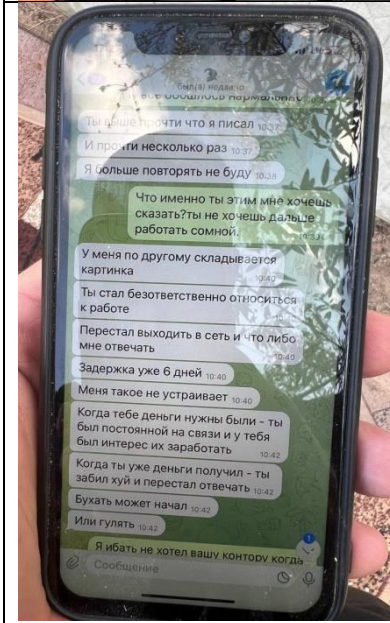 был(а) недавно
Ты выше прочти что я писал 10:37
И прочти несколько раз 10:37
Я больше повторять не буду 10:38
Что именно ты этим мне хочешь
сказать?ты не хочешь дальше
работать сомной.
У меня по другому складывается
картинка 10:40
Ты стал безответственно относиться
к работе 10:40
Перестал выходить в сеть и что либо
мне отвечать 10:40
Задержка уже 6 дней 10:40
Меня такое не устраивает 10:40
Когда тебе деньги нужны были - ты
был постоянной на связи и у тебя
был интерес их заработать 10:42
Когда ты уже деньги получил - ты
забил хуй и перестал отвечать 10:42
Бухать может начал 10:42
Или гулять 10:42
1
Я ибать не хотел вашу контору когда
Сообщение